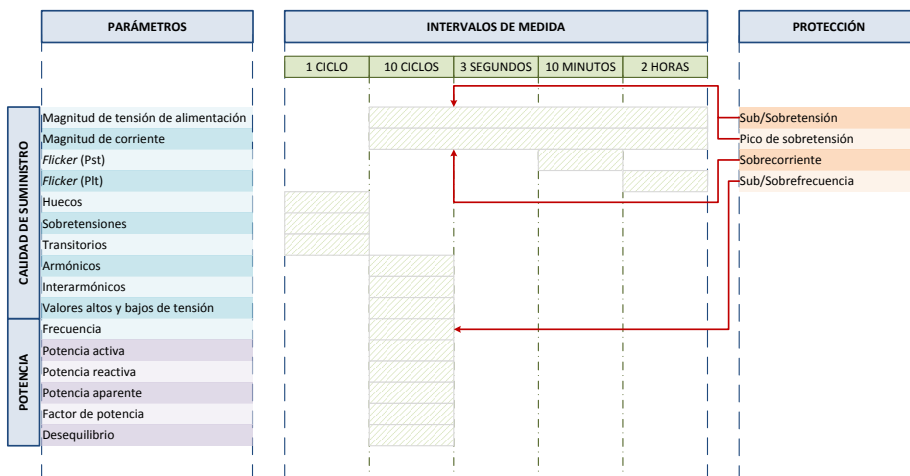 PARÁMETROS
INTERVALOS DE MEDIDA
PROTECCIÓN
1 CICLO
10 CICLOS
3 SEGUNDOS
10 MINUTOS
2 HORAS
CALIDAD DE SUMINISTRO
Magnitud de tensión de alimentación
Magnitud de corriente
Flicker (Pst)
Flicker (Plt)
Huecos
Sobretensiones
Transitorios
Armónicos
Interarmónicos
Valores altos y bajos de tensión
POTENCIA
Frecuencia
Potencia activa
Potencia reactiva
Potencia aparente
Factor de potencia
Desequilibrio
Sub/Sobretensión
Pico de sobretensión
Sobrecorriente
Sub/Sobrefrecuencia